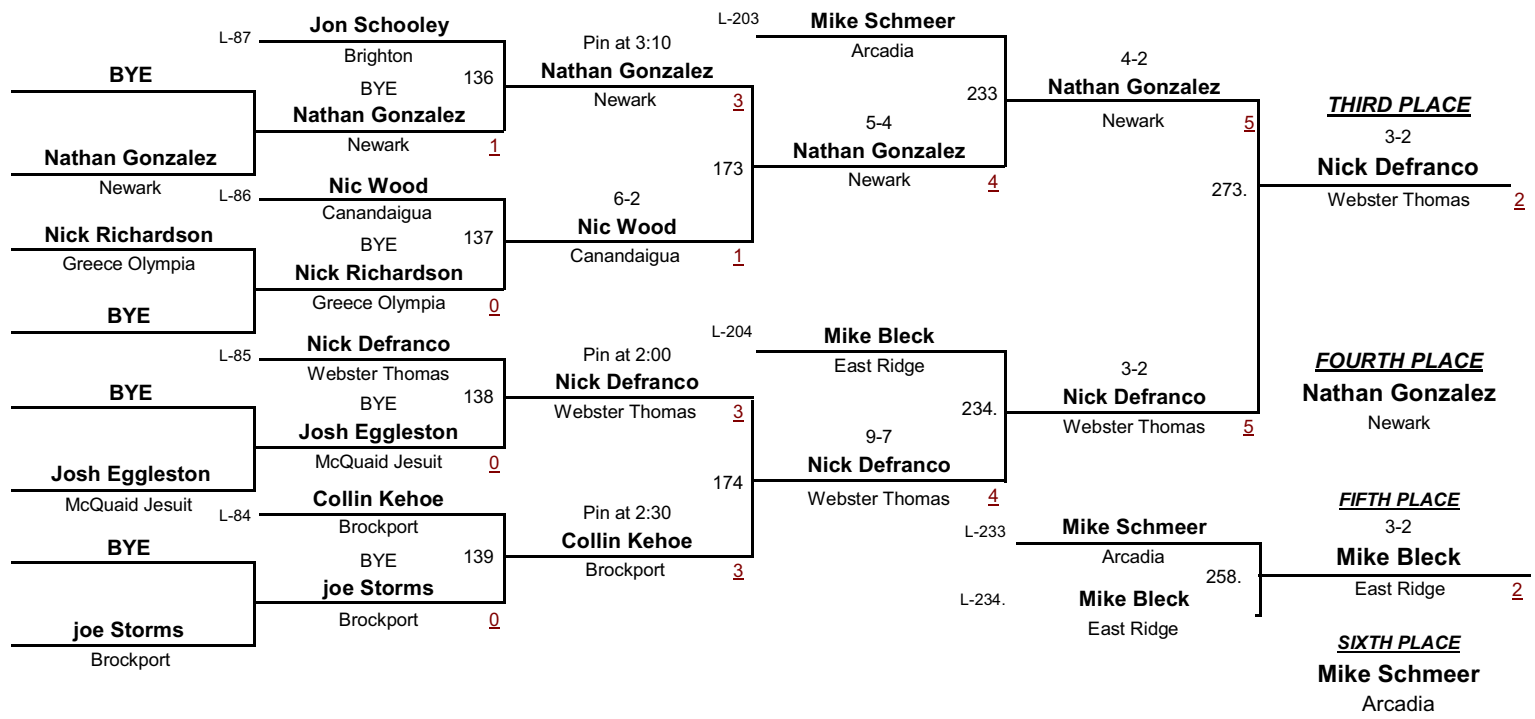 L-87
Jon Schooley
Brighton
BYE
136
BYE
Nathan Gonzalez
Newark
1
Nathan Gonzalez
Newark
L-86
Nic Wood
Canandaigua
Nick Richardson
Greece Olympia
BYE
137
Nick Richardson
Greece Olympia
0
BYE
L-85
Nick Defranco
Webster Thomas
BYE
138
BYE
Josh Eggleston
McQuaid Jesuit
0
Josh Eggleston
McQuaid Jesuit
L-84
Collin Kehoe
Brockport
BYE
139
BYE
joe Storms
Brockport
0
joe Storms
Brockport
Pin at 3:10
Nathan Gonzalez
Newark
3
173
6-2
Nic Wood
Canandaigua
1
Pin at 2:00
Nick Defranco
Webster Thomas
3
174
Pin at 2:30
Collin Kehoe
Brockport
3
L-203
Mike Schmeer
Arcadia
233
5-4
Nathan Gonzalez
Newark
4
L-204
Mike Bleck
East Ridge
234.
9-7
Nick Defranco
Webster Thomas
4
4-2
Nathan Gonzalez
Newark
5
273.
3-2
Nick Defranco
Webster Thomas
5
L-233
Mike Schmeer
Arcadia
258.
L-234.
Mike Bleck
East Ridge
THIRD PLACE
3-2
Nick Defranco
Webster Thomas
2
FOURTH PLACE
Nathan Gonzalez
Newark
FIFTH PLACE
3-2
Mike Bleck
East Ridge
2
SIXTH PLACE
Mike Schmeer
Arcadia